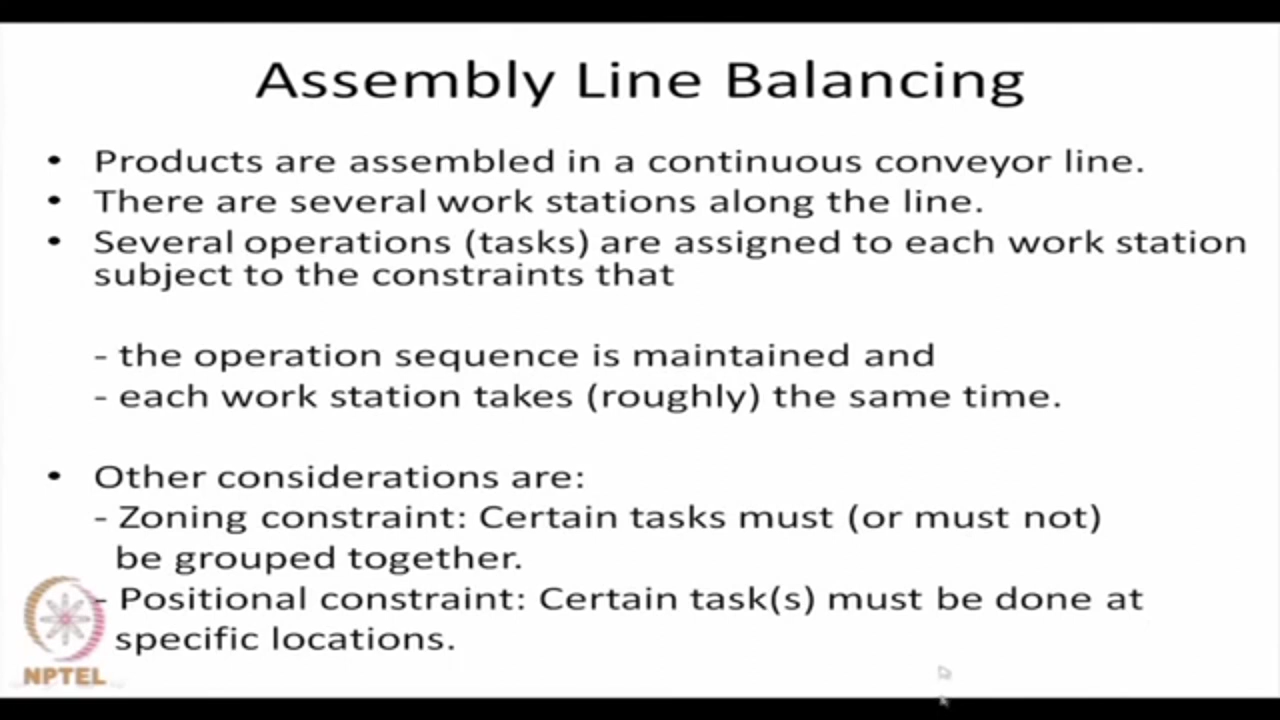 Assembly Line Balancing
• Products are assembled in a continuous conveyor line.
• There are several work stations along the line.
• Several operations (tasks) are assigned to each work station
subject to the constraints that
- the operation sequence is maintained and
- each work station takes (roughly) the same time.
• Other considerations are:
- Zoning constraint: Certain tasks must (or must not)
be grouped together.
- Positional constraint: Certain task(s) must be done at
specific locations.
NPTEL